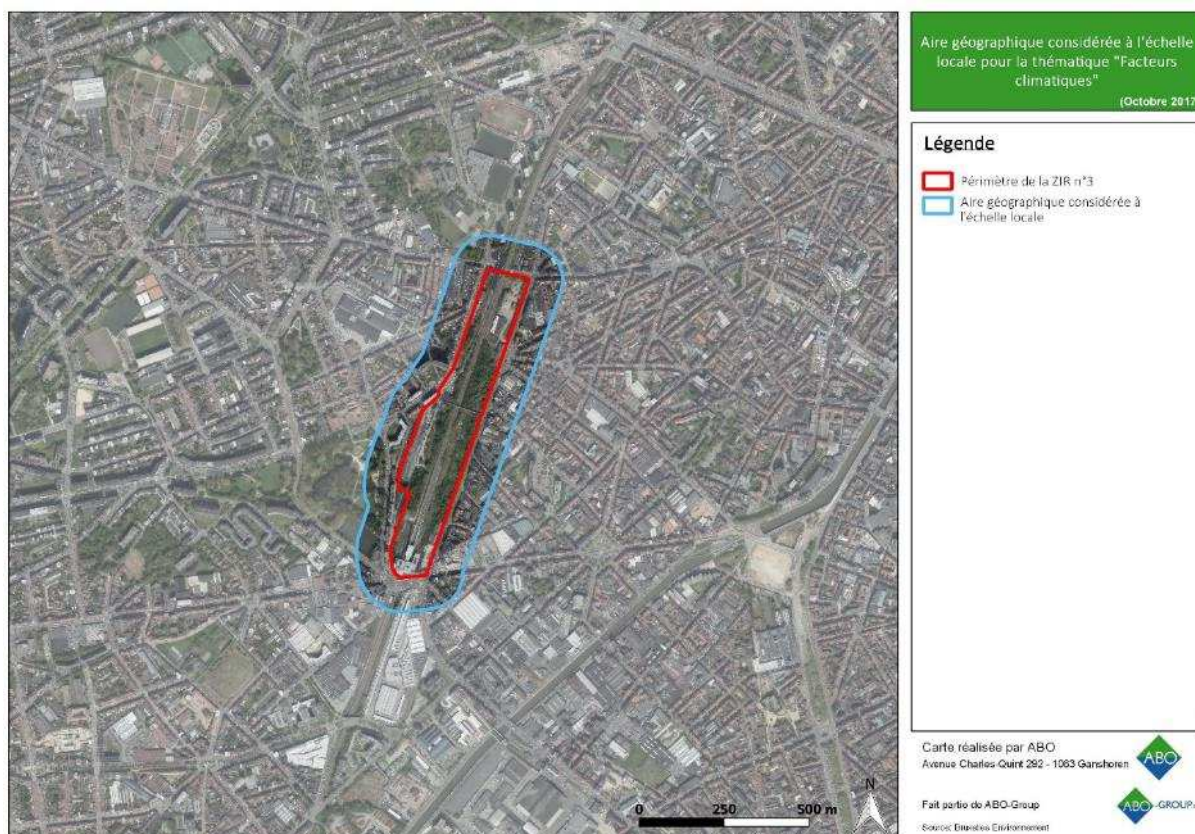 Aire géographique considérée à l'échelle
locale pour la thématique "Facteurs
climatiques"
(Octobre 2017
Légende
Périmètre de la ZIR n°3
Aire géographique considérée à
l'échelle locale
Carte réalisée par ABO
Avenue Charles-Quint 292 - 1083 Ganshoren
ABO
Fait partie de ABO-Group
ABO -GROUP
Source: Bruxelles Environnement
N
0 250 500 m